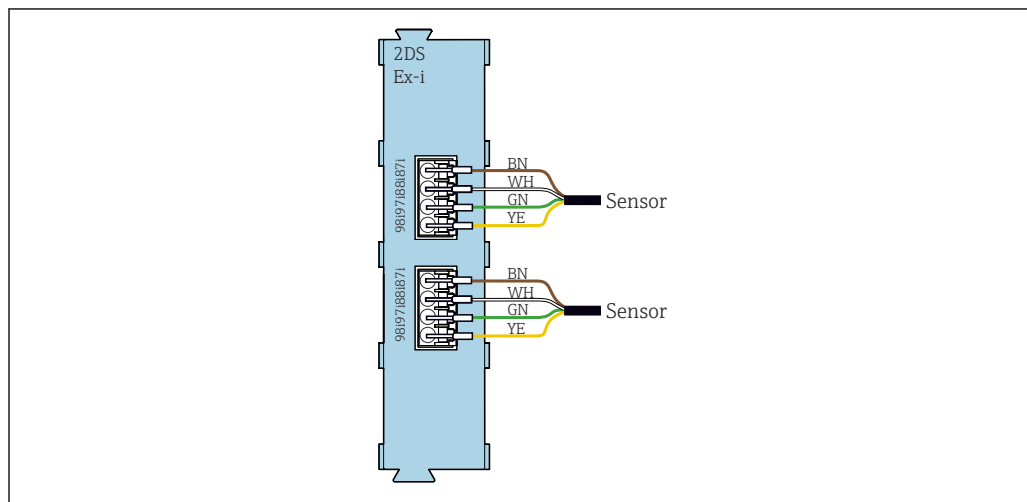 2DS
Ex-i
98i97i88i87i
BN
WH
GN
YE
Sensor
98i97i88i87i
BN
WH
GN
YE
Sensor